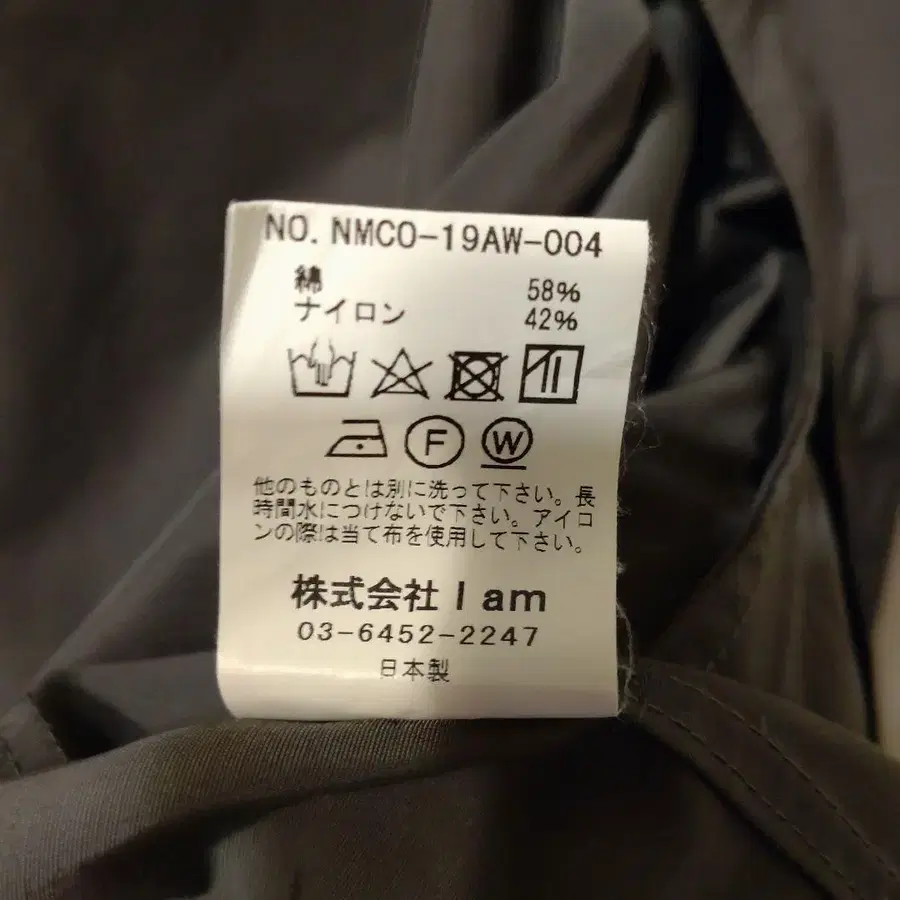 NO. NMCO-19AW-004
綿 58%
ナイロン 42%
F W
他のものとは別に洗って下さい。長
時間水につけないで下さい。アイロ
ンの際は当て布を使用して下さい。
株式会社 I am
03-6452-2247
日本製